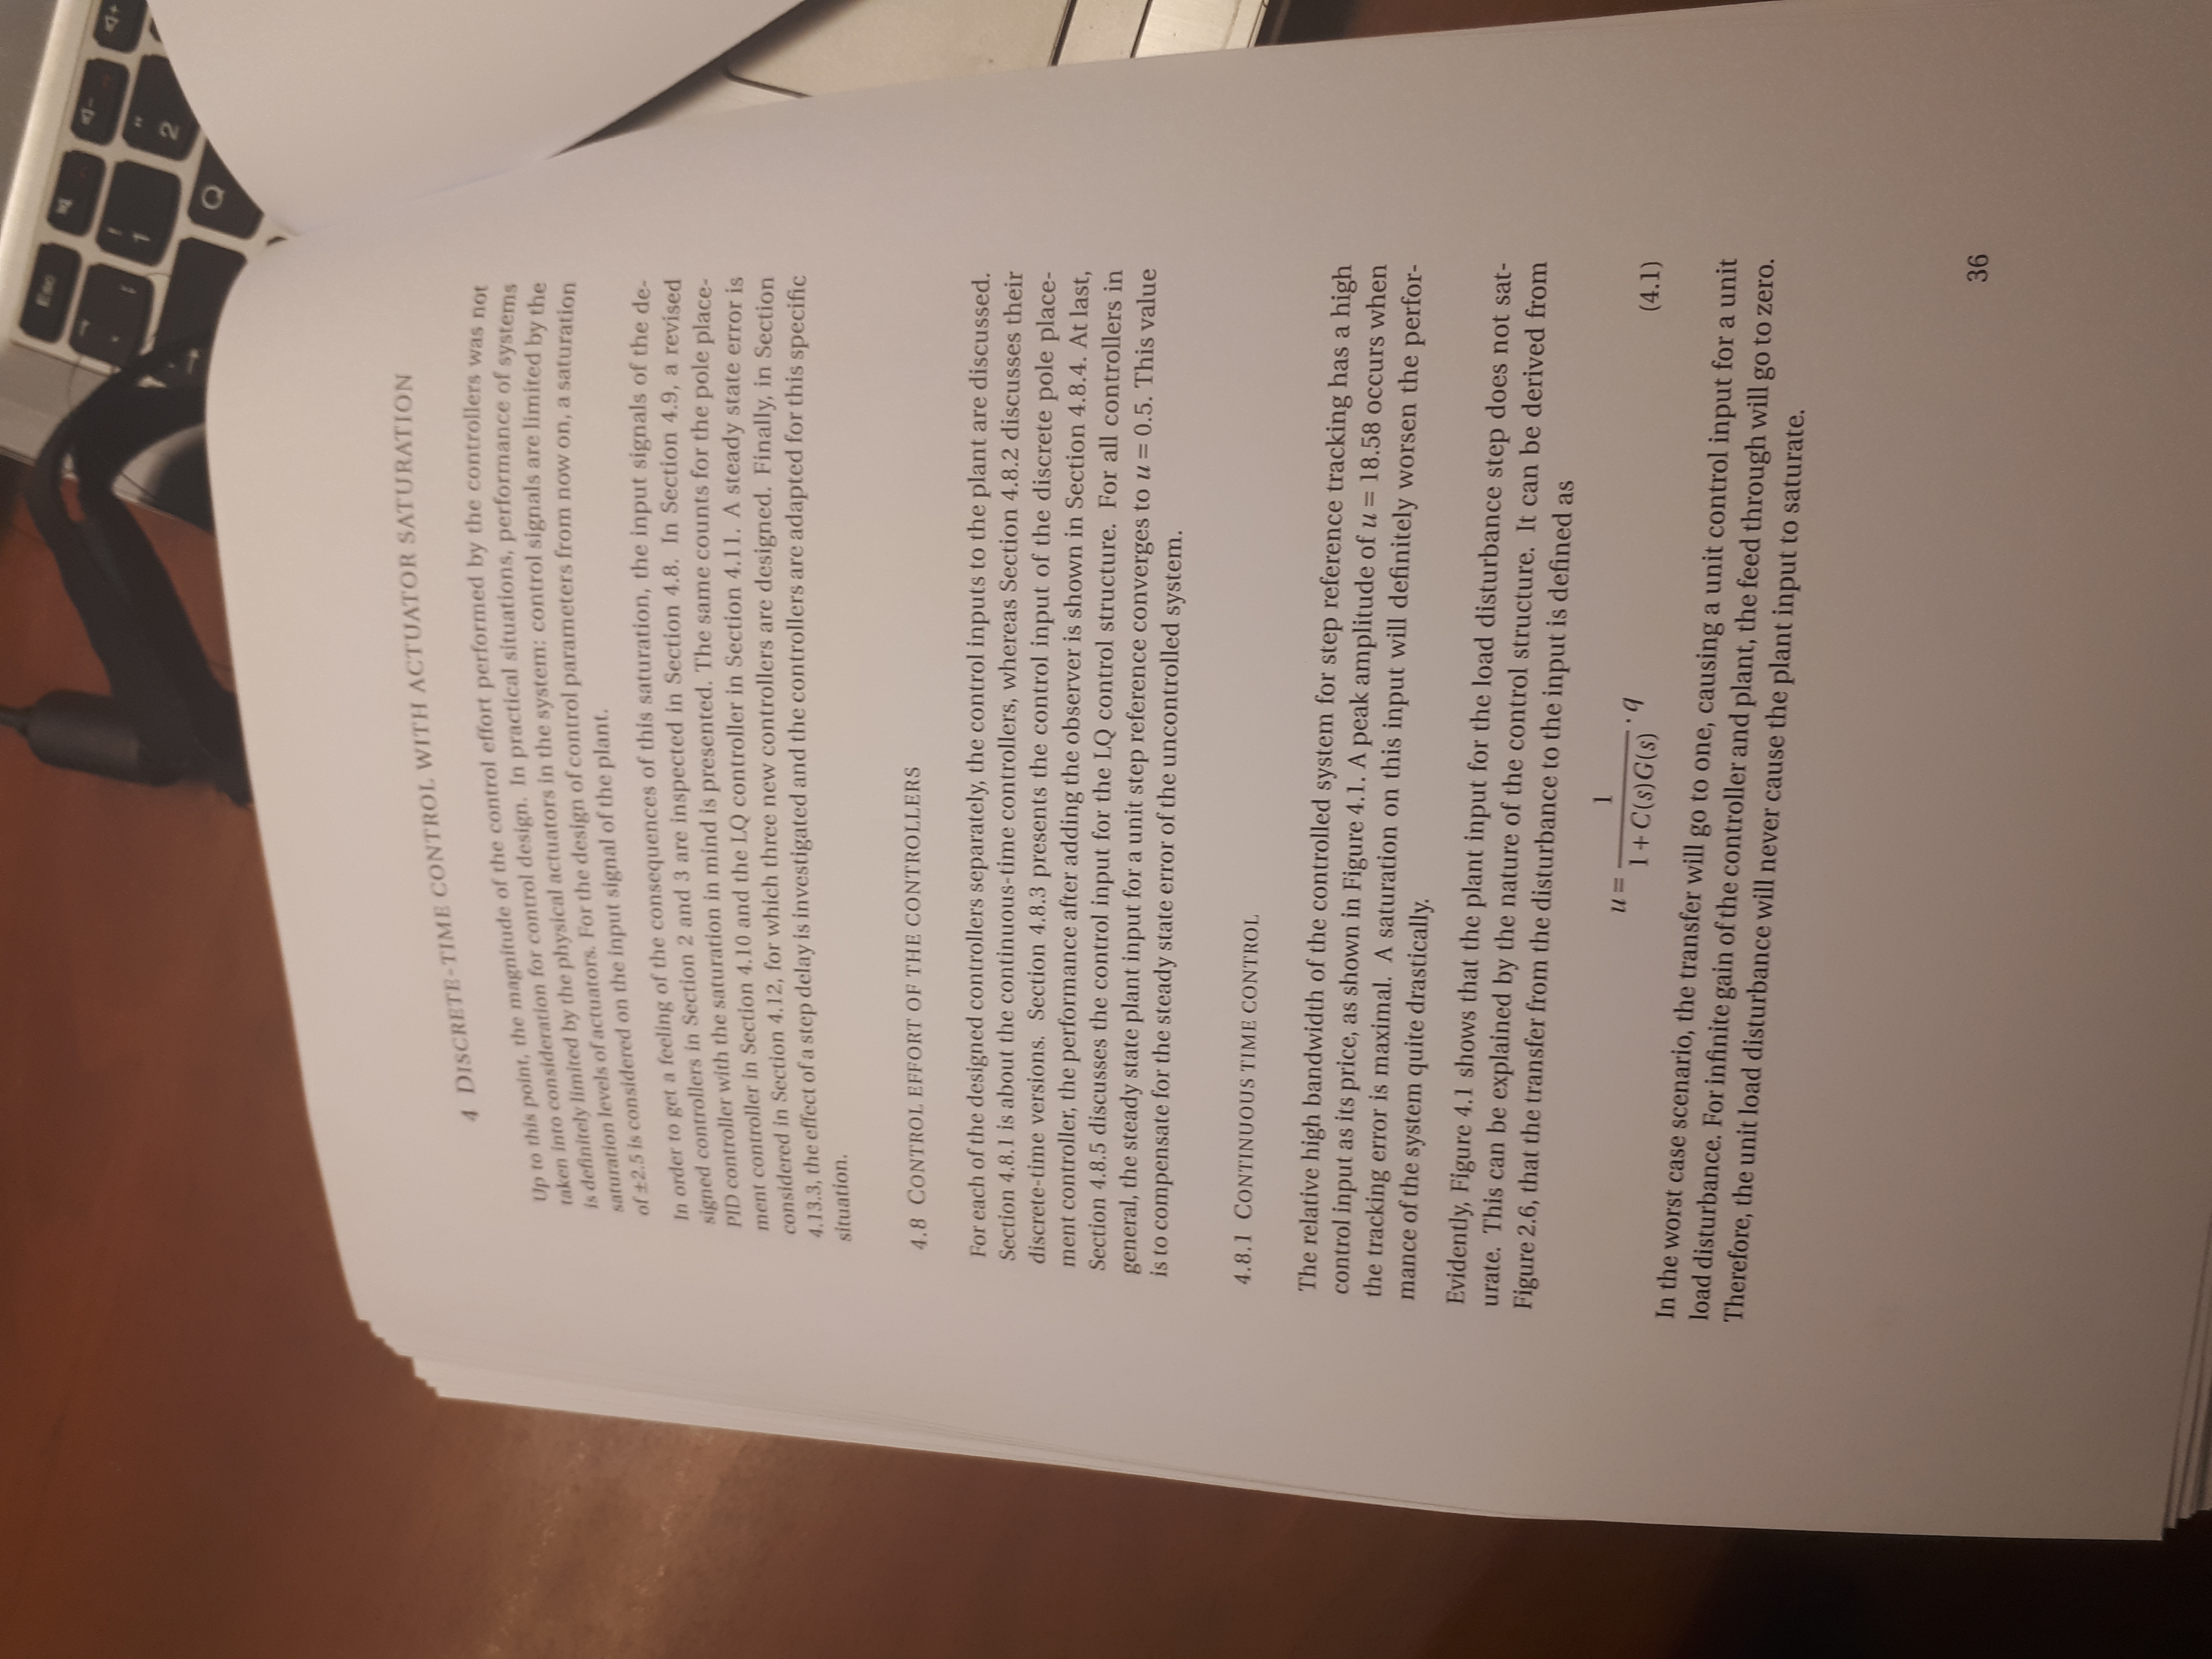 Esc
! 1
" 2
Q
4 DISCRETE-TIME CONTROL WITH ACTUATOR SATURATION
Up to this point, the magnitude of the control effort performed by the controllers was not
taken into consideration for control design. In practical situations, performance of systems
is definitely limited by the physical actuators in the system: control signals are limited by the
saturation levels of actuators. For the design of control parameters from now on, a saturation
of ±2.5 is considered on the input signal of the plant.
In order to get a feeling of the consequences of this saturation, the input signals of the de-
signed controllers in Section 2 and 3 are inspected in Section 4.8. In Section 4.9, a revised
PID controller with the saturation in mind is presented. The same counts for the pole place-
ment controller in Section 4.10 and the LQ controller in Section 4.11. A steady state error is
considered in Section 4.12, for which three new controllers are designed. Finally, in Section
4.13.3, the effect of a step delay is investigated and the controllers are adapted for this specific
situation.
4.8 CONTROL EFFORT OF THE CONTROLLERS
For each of the designed controllers separately, the control inputs to the plant are discussed.
Section 4.8.1 is about the continuous-time controllers, whereas Section 4.8.2 discusses their
discrete-time versions. Section 4.8.3 presents the control input of the discrete pole place-
ment controller, the performance after adding the observer is shown in Section 4.8.4. At last,
Section 4.8.5 discusses the control input for the LQ control structure. For all controllers in
general, the steady state plant input for a unit step reference converges to u = 0.5. This value
is to compensate for the steady state error of the uncontrolled system.
4.8.1 CONTINUOUS TIME CONTROL
The relative high bandwidth of the controlled system for step reference tracking has a high
control input as its price, as shown in Figure 4.1. A peak amplitude of u = 18.58 occurs when
the tracking error is maximal. A saturation on this input will definitely worsen the perfor-
mance of the system quite drastically.
Evidently, Figure 4.1 shows that the plant input for the load disturbance step does not sat-
urate. This can be explained by the nature of the control structure. It can be derived from
Figure 2.6, that the transfer from the disturbance to the input is defined as
u = 1 / (1 + C(s)G(s)) · q (4.1)
In the worst case scenario, the transfer will go to one, causing a unit control input for a unit
load disturbance. For infinite gain of the controller and plant, the feed through will go to zero.
Therefore, the unit load disturbance will never cause the plant input to saturate.
36